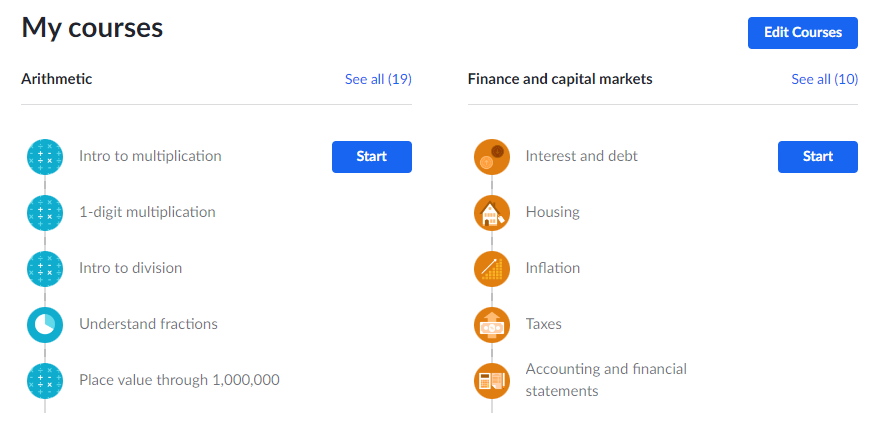 My courses
Edit Courses
Arithmetic
See all (19)
Intro to multiplication
Start
1-digit multiplication
Intro to division
Understand fractions
Place value through 1,000,000
Finance and capital markets
See all (10)
Interest and debt
Start
Housing
Inflation
Taxes
Accounting and financial
statements